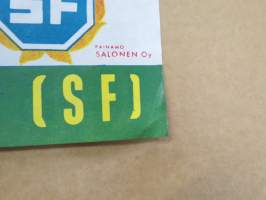 SF
PAINAMO
SALONEN OY
(SF)